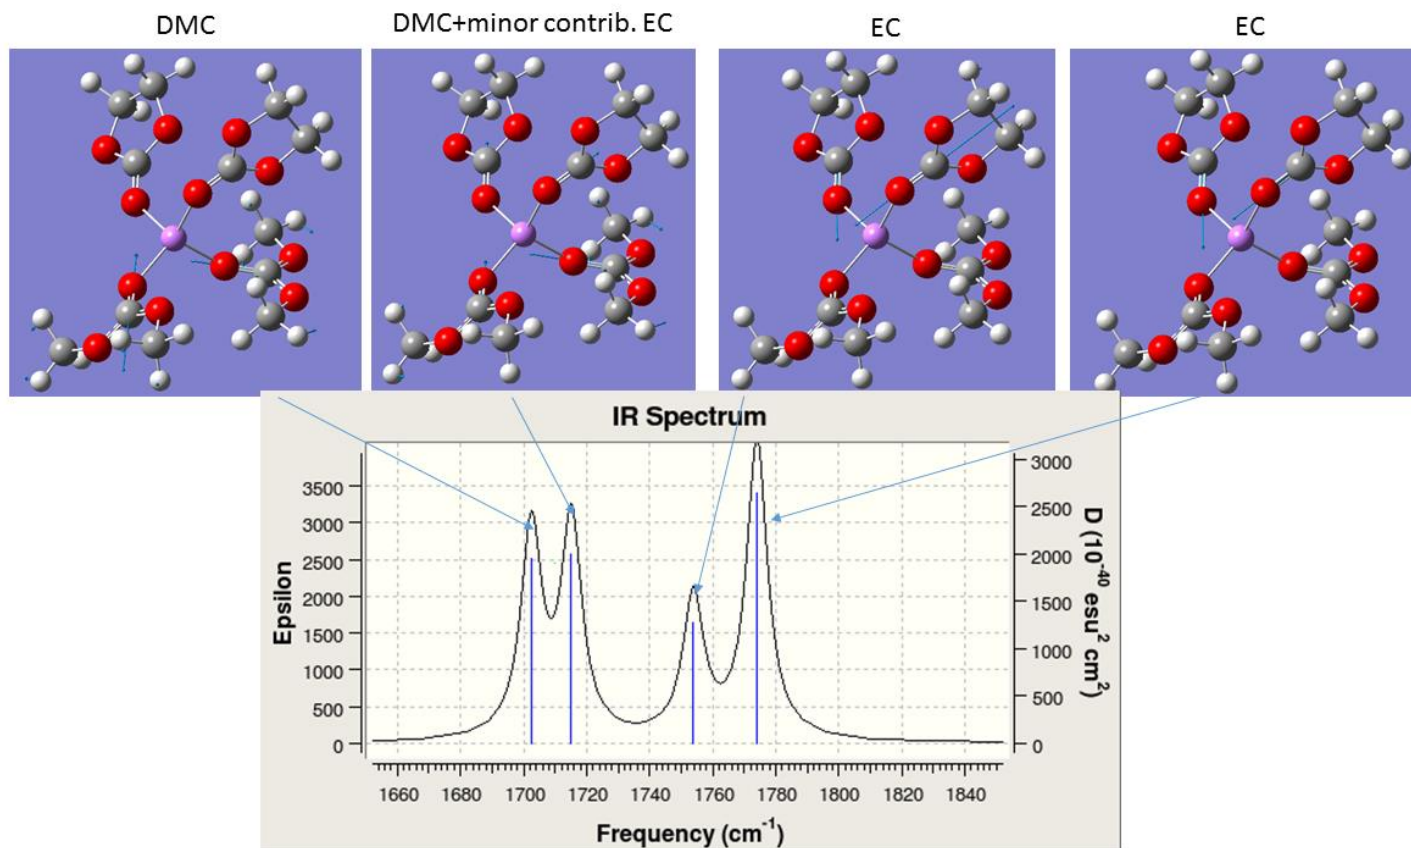 DMC
DMC+minor contrib. EC
EC
EC
IR Spectrum
Epsilon
3500
3000
2500
2000
1500
1000
500
0
3000
2500
2000
1500
1000
500
0
D (10⁻⁴⁰ esu² cm²)
1660 1680 1700 1720 1740 1760 1780 1800 1820 1840
Frequency (cm⁻¹)